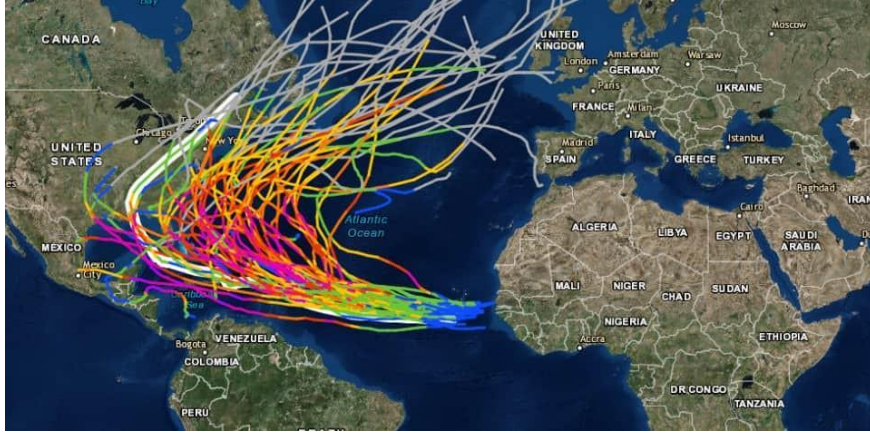 Bay
CANADA
Moscow
UNITED
KINGDOM
Amsterdam
Warsaw
London
GERMANY
Paris
UKRAINE
FRANCE
Milan
Chicago
New York
UNITED
STATES
ITALY
Istanbul
Madrid
SPAIN
GREECE
TURKEY
Baghdad
IRAN
Atlantic
Ocean
Cairo
ALGERIA
LIBYA
EGYPT
SAUDI
ARABIA
MÉXICO
Mexico
City
MALI
NIGER
CHAD
SUDAN
Caribbean
Sea
NIGERIA
Accra
ETHIOPIA
VENEZUELA
Bogota
COLOMBIA
DR CONGO
TANZANIA
PERU